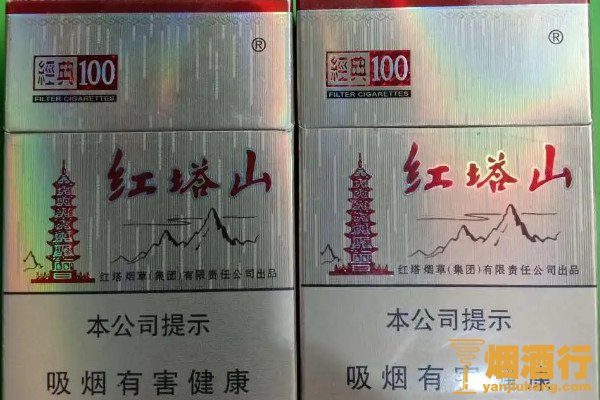 經典100
®
FILTER CIGARETTES
红塔山
红塔烟草(集团)有限责任公司出品
本公司提示
吸烟有害健康
經典100
®
FILTER CIGARETTES
红塔山
红塔烟草(集团)有限责任公司出品
本公司提示
吸烟有害健康
烟酒行
yanjiuhang.com